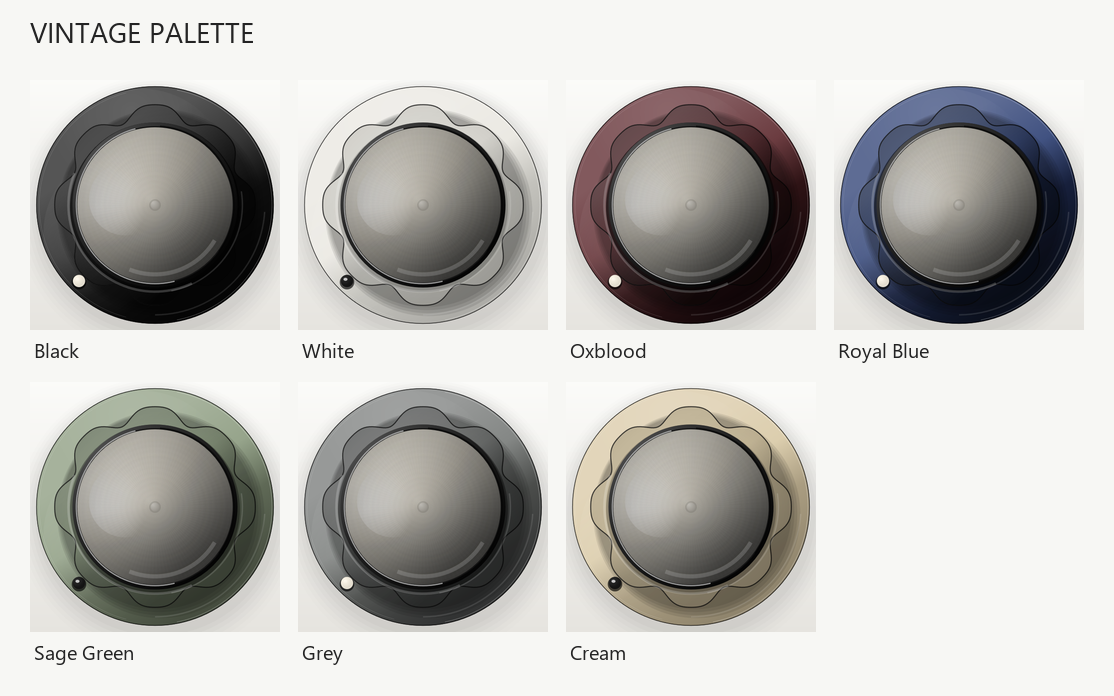 VINTAGE PALETTE
Black
White
Oxblood
Royal Blue
Sage Green
Grey
Cream